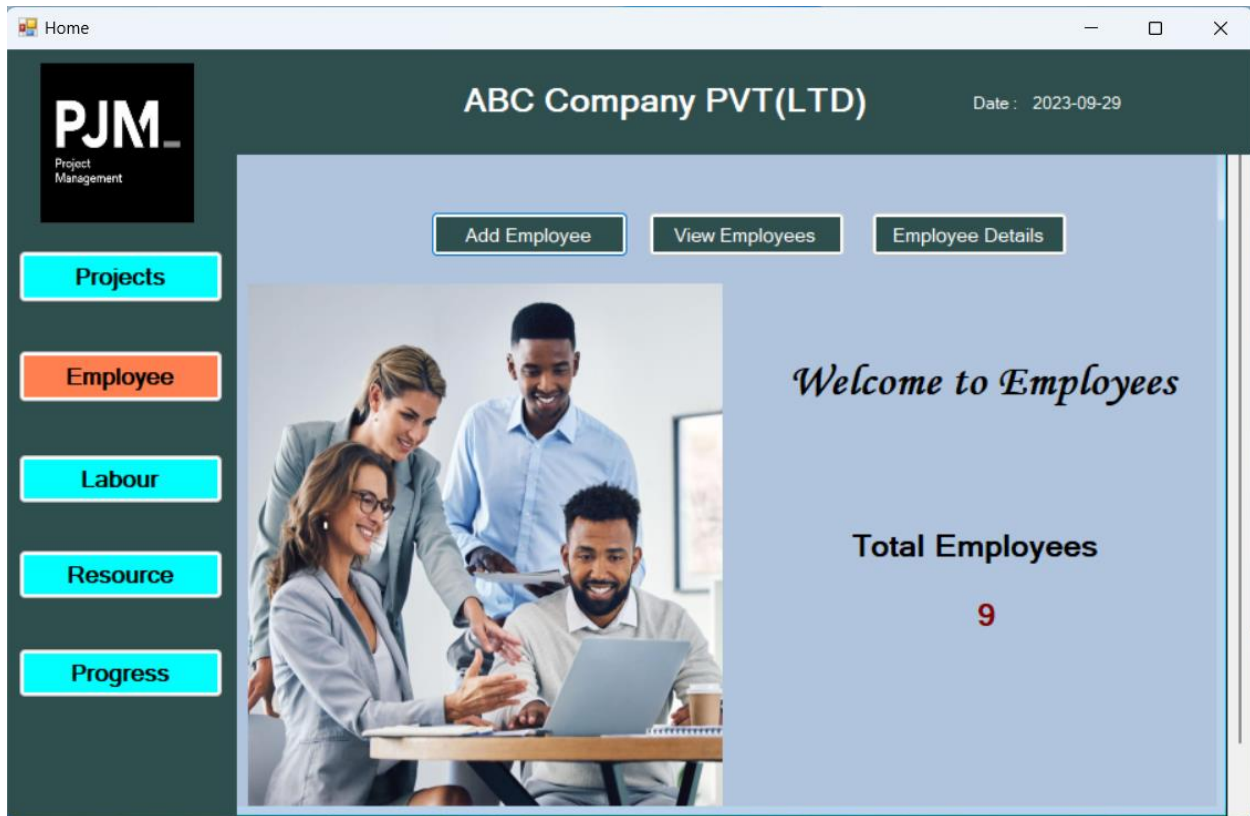 Home
PJM_
Project
Management
ABC Company PVT(LTD)
Date : 2023-09-29
Add Employee
View Employees
Employee Details
Projects
Employee
Labour
Resource
Progress
Welcome to Employees
Total Employees
9